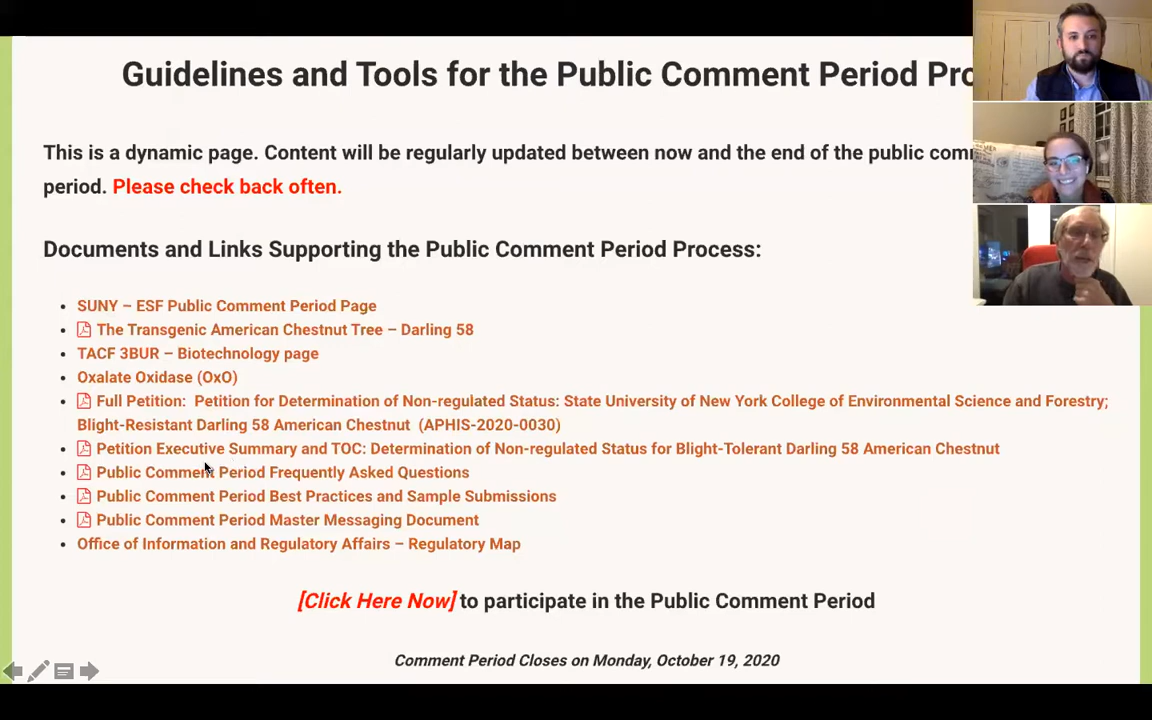 Guidelines and Tools for the Public Comment Period
This is a dynamic page. Content will be regularly updated between now and the end of the public
period. Please check back often.
Documents and Links Supporting the Public Comment Period Process:
SUNY – ESF Public Comment Period Page
The Transgenic American Chestnut Tree – Darling 58
TACF 3BUR – Biotechnology page
Oxalate Oxidase (OxO)
Full Petition: Petition for Determination of Non-regulated Status: State University of New York College of Environmental Science and Forestry;
Blight-Resistant Darling 58 American Chestnut (APHIS-2020-0030)
Petition Executive Summary and TOC: Determination of Non-regulated Status for Blight-Tolerant Darling 58 American Chestnut
Public Comment Period Frequently Asked Questions
Public Comment Period Best Practices and Sample Submissions
Public Comment Period Master Messaging Document
Office of Information and Regulatory Affairs – Regulatory Map
[Click Here Now] to participate in the Public Comment Period
Comment Period Closes on Monday, October 19, 2020